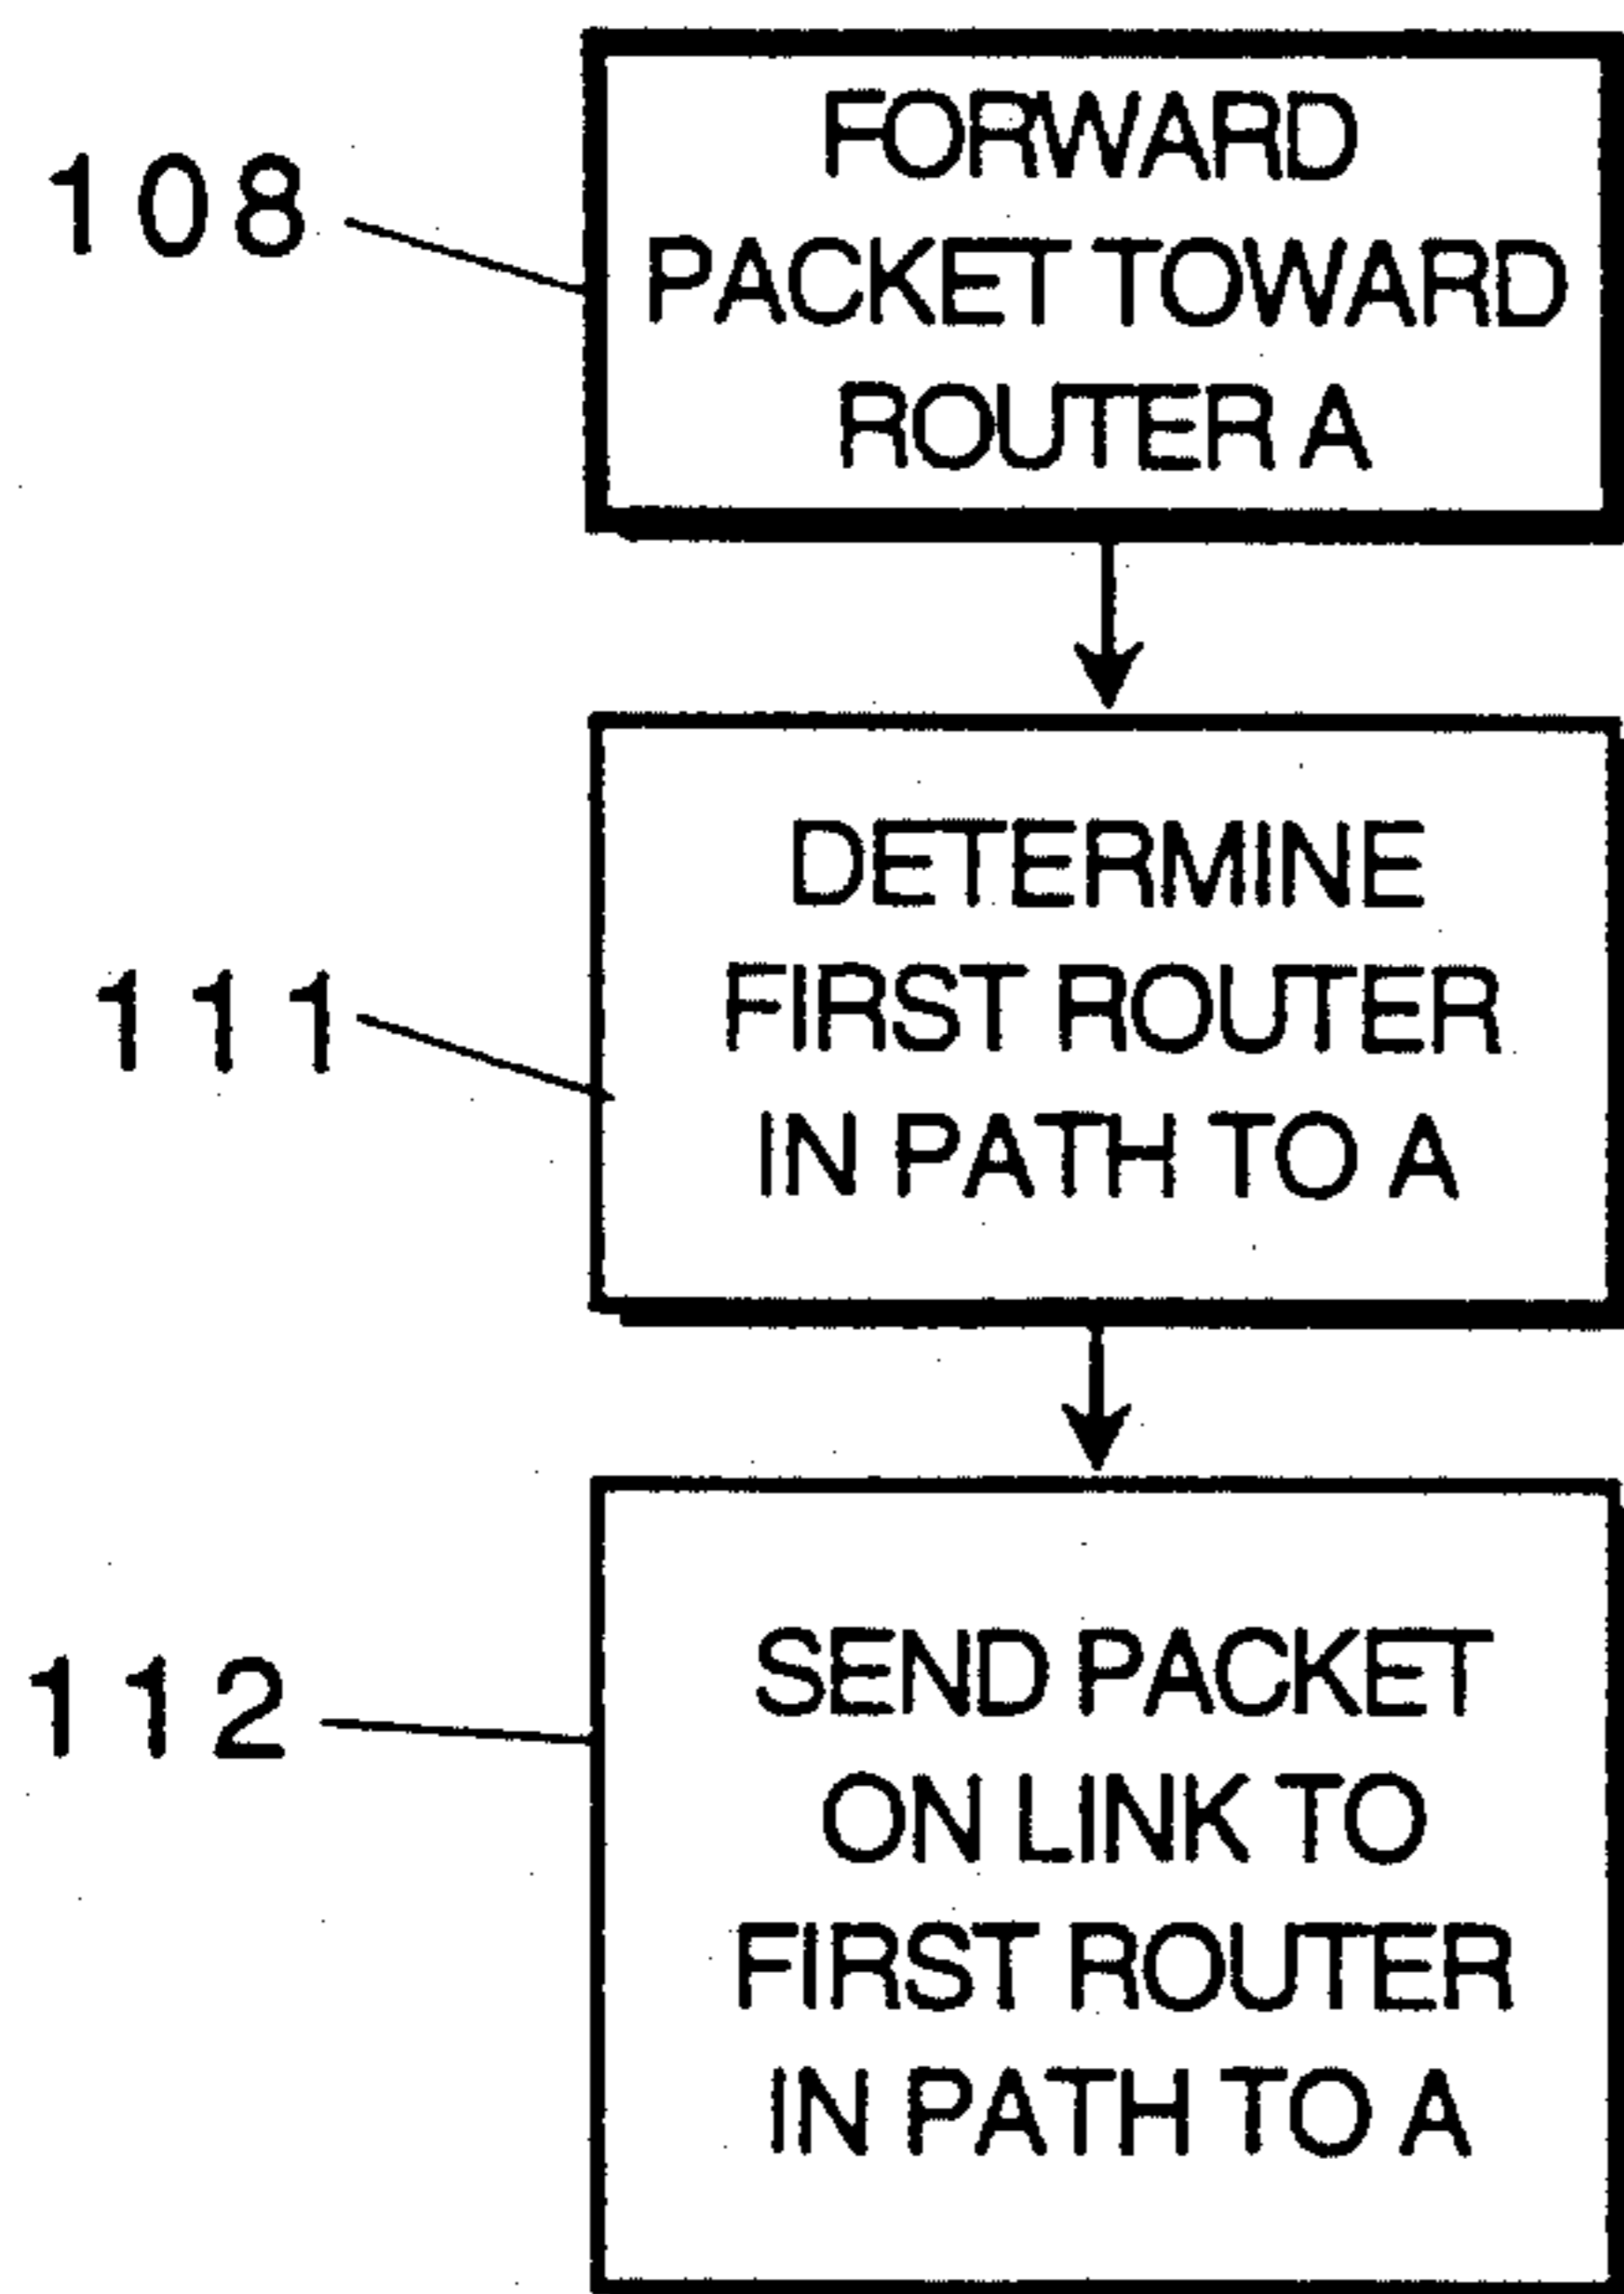 108
FORWARD
PACKET TOWARD
ROUTER A
111
DETERMINE
FIRST ROUTER
IN PATH TO A
112
SEND PACKET
ON LINK TO
FIRST ROUTER
IN PATH TO A